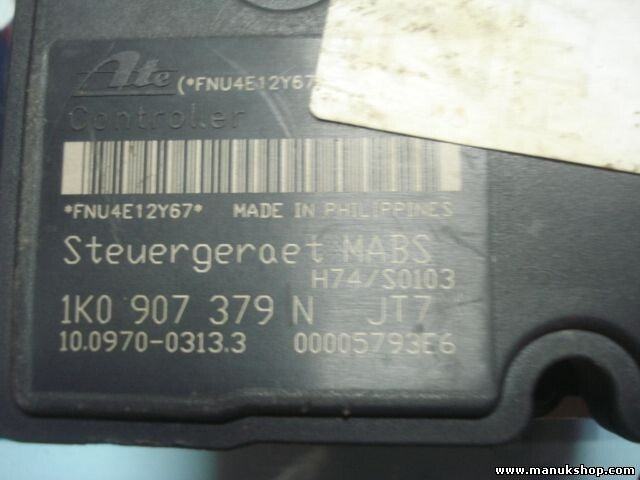 Ate (*FNU4E12Y67
Controller
*FNU4E12Y67* MADE IN PHILIPPINES
Steuergeraet MABS
H74/S0103
1K0 907 379 N JT7
10.0970-0313.3 00005793E6
www.manukshop.com